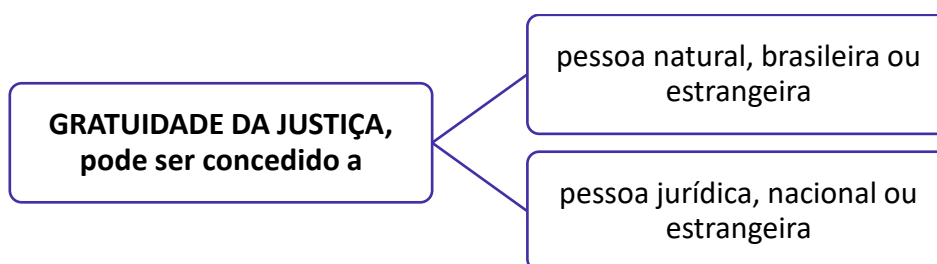 GRATUIDADE DA JUSTIÇA,
pode ser concedido a
pessoa natural, brasileira ou
estrangeira
pessoa jurídica, nacional ou
estrangeira